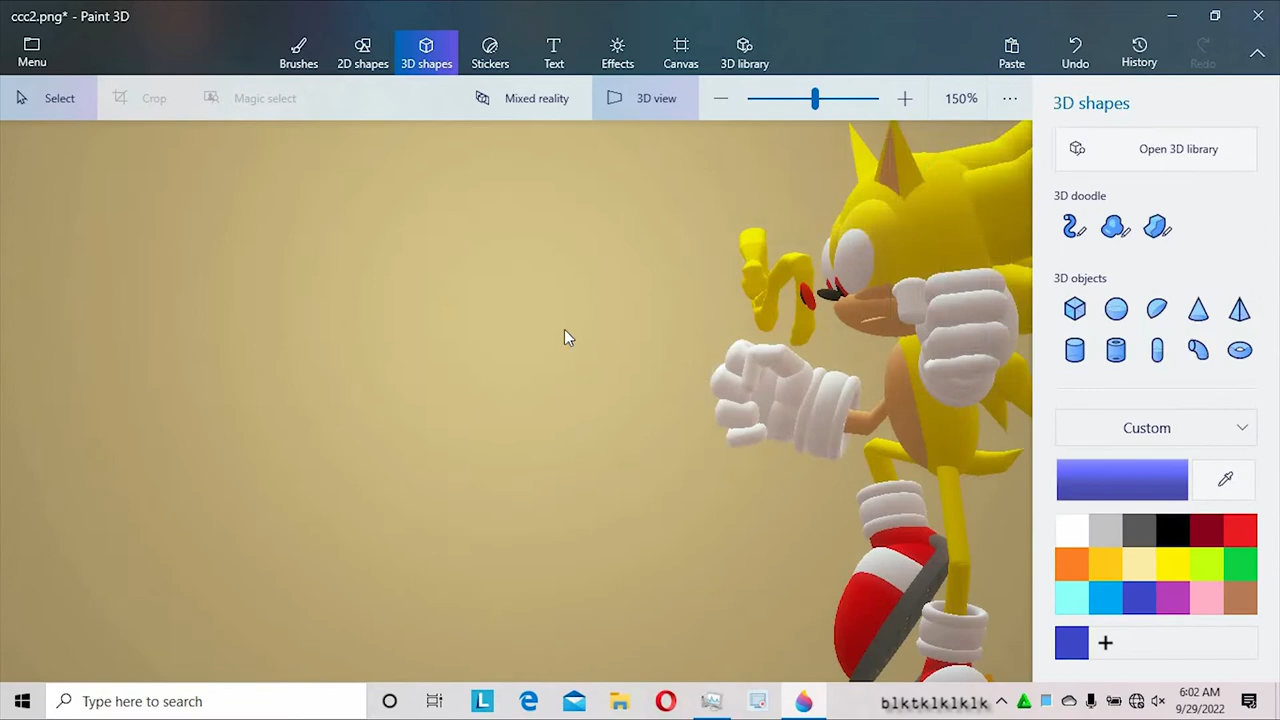 ccc2.png* - Paint 3D
Menu
Brushes
2D shapes
3D shapes
Stickers
Text
Effects
Canvas
3D library
Paste
Undo
History
Redo
Select
Crop
Magic select
Mixed reality
3D view
150%
3D shapes
Open 3D library
3D doodle
3D objects
Custom
Type here to search
L
blktklklklk
6:02 AM
9/29/2022